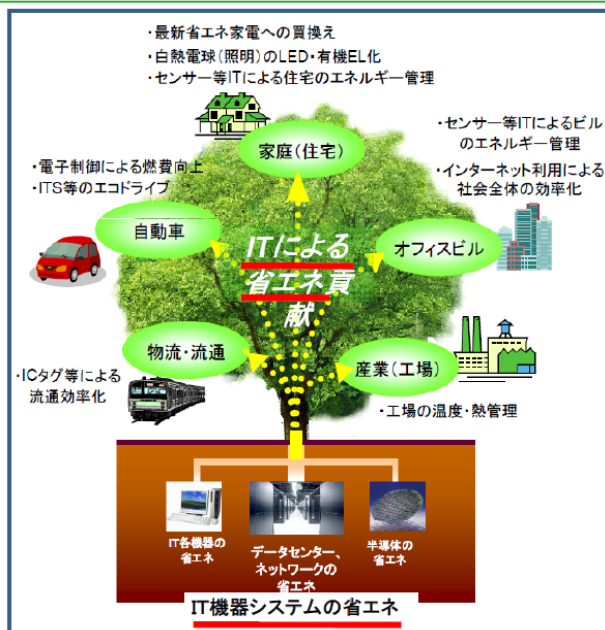 ・最新省エネ家電への買換え
・白熱電球(照明)のLED・有機EL化
・センサー等ITによる住宅のエネルギー管理
家庭(住宅)
・センサー等ITによるビル
のエネルギー管理
・インターネット利用による
社会全体の効率化
・電子制御による燃費向上
・ITS等のエコドライブ
自動車
オフィスビル
ITによる
省エネ貢
献
物流・流通
産業(工場)
・ICタグ等による
流通効率化
・工場の温度・熱管理
IT各機器の
省エネ
データセンター、
ネットワークの
省エネ
半導体の
省エネ
IT機器システムの省エネ